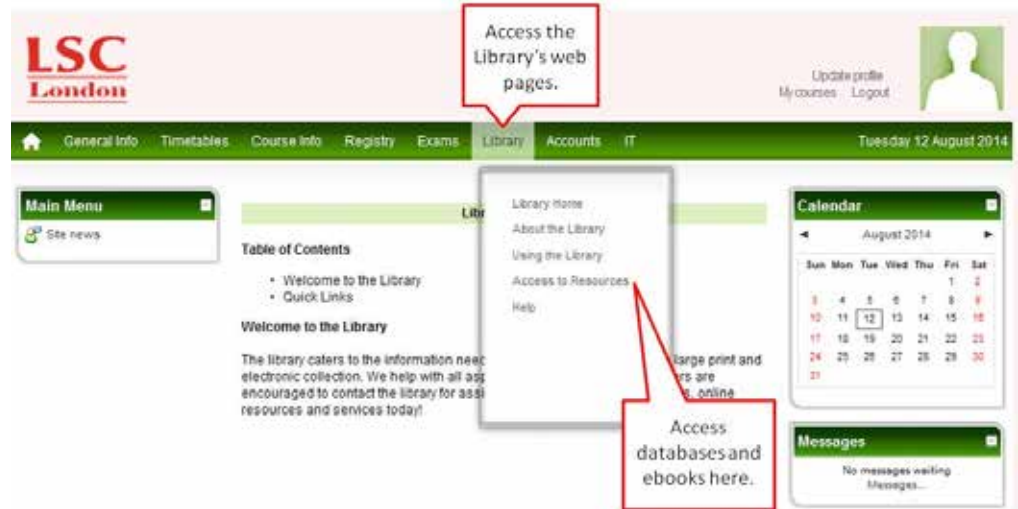 LSC
London
Access the
Library's web
pages.
Update profile
My courses Logout
General Info Timetables Course Info Registry Exams Library Accounts IT Tuesday 12 August 2014
Main Menu
Site news
Table of Contents
• Welcome to the Library
• Quick Links
Welcome to the Library
The library caters to the information large print and
electronic collection. We help with all are
encouraged to contact the library for online
resources and services today!
Library Home
About the Library
Using the Library
Access to Resources
Help
Access
databases and
ebooks here.
Calendar
◄ August 2014 ►
Sun Mon Tue Wed Thu Fri Sat
1 2
3 4 5 6 7 8 9
10 11 12 13 14 15 16
17 18 19 20 21 22 23
24 25 26 27 28 29 30
31
Messages
No messages waiting
Messages...